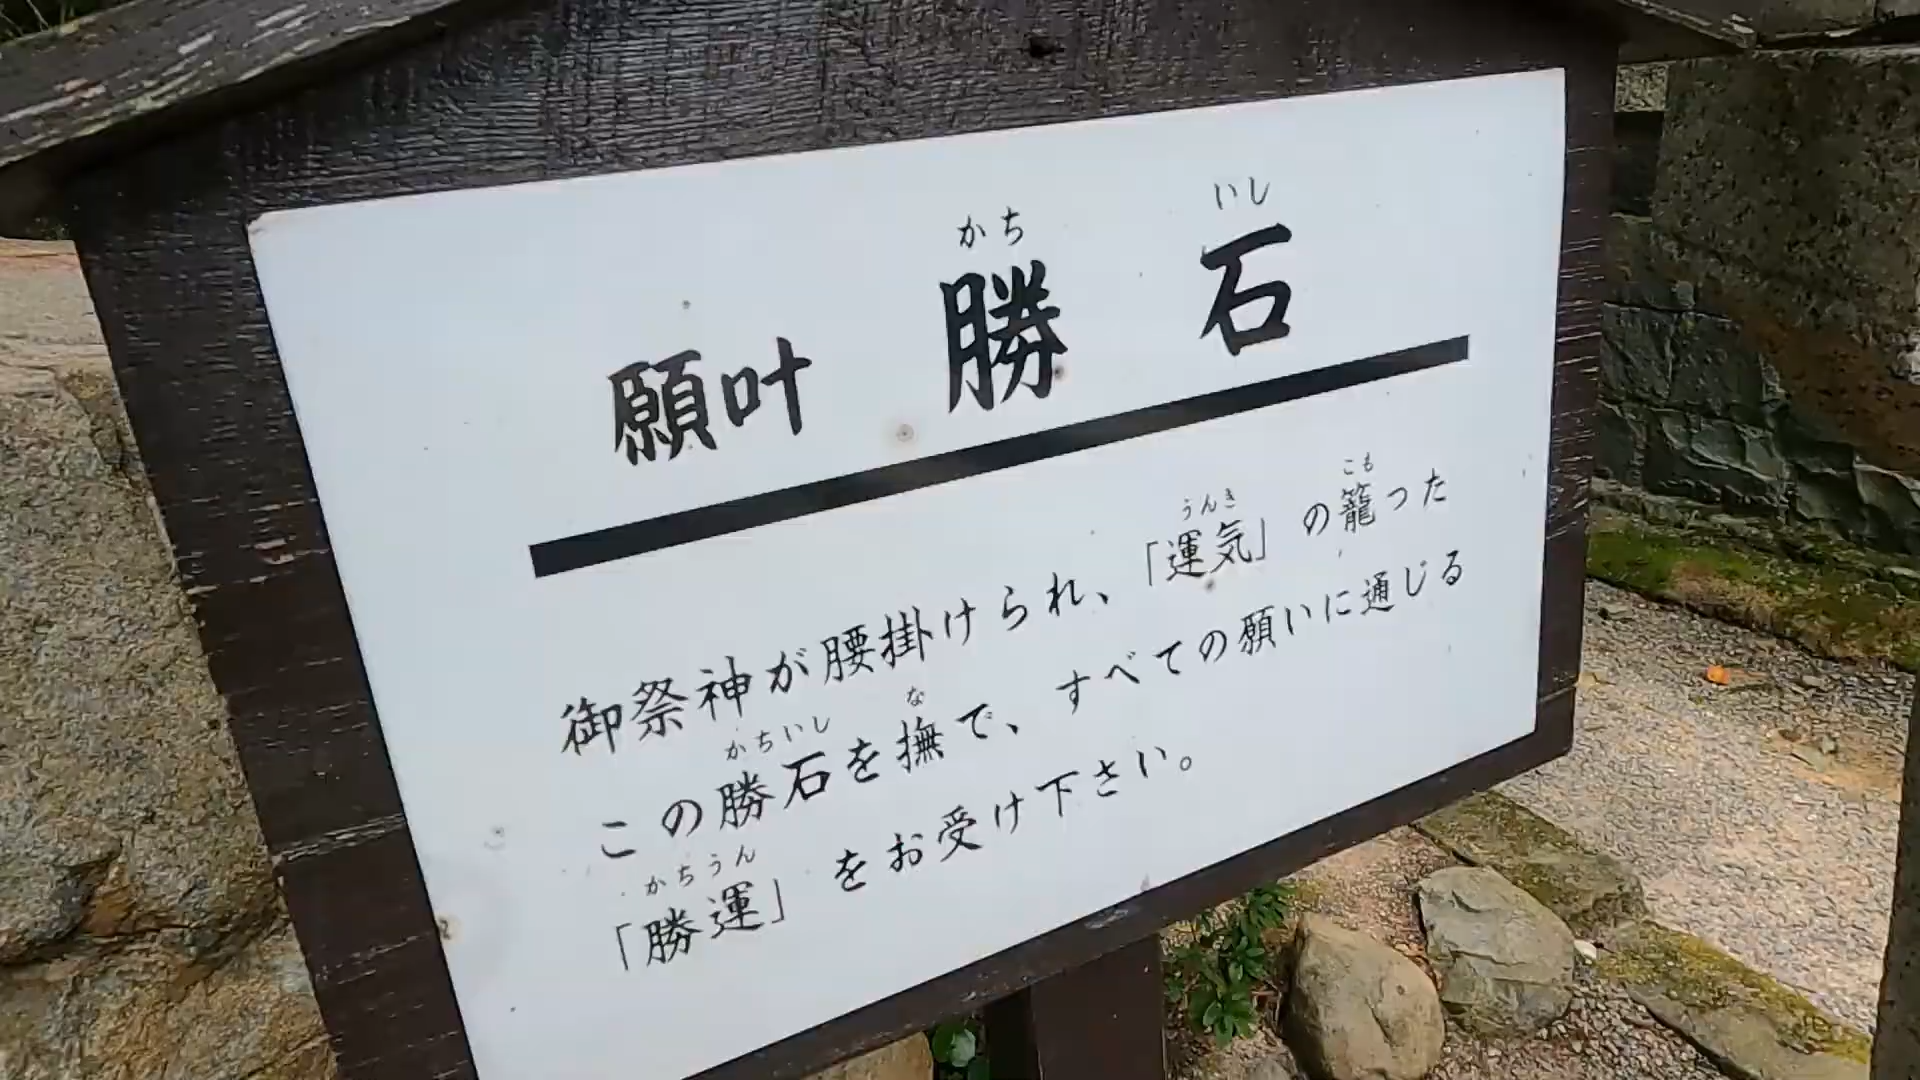 願叶 勝石
かち いし
御祭神が腰掛けられ、「運気」の籠った
うんき こも
この勝石を撫で、すべての願いに通じる
かちいし な
「勝運」をお受け下さい。
かちうん